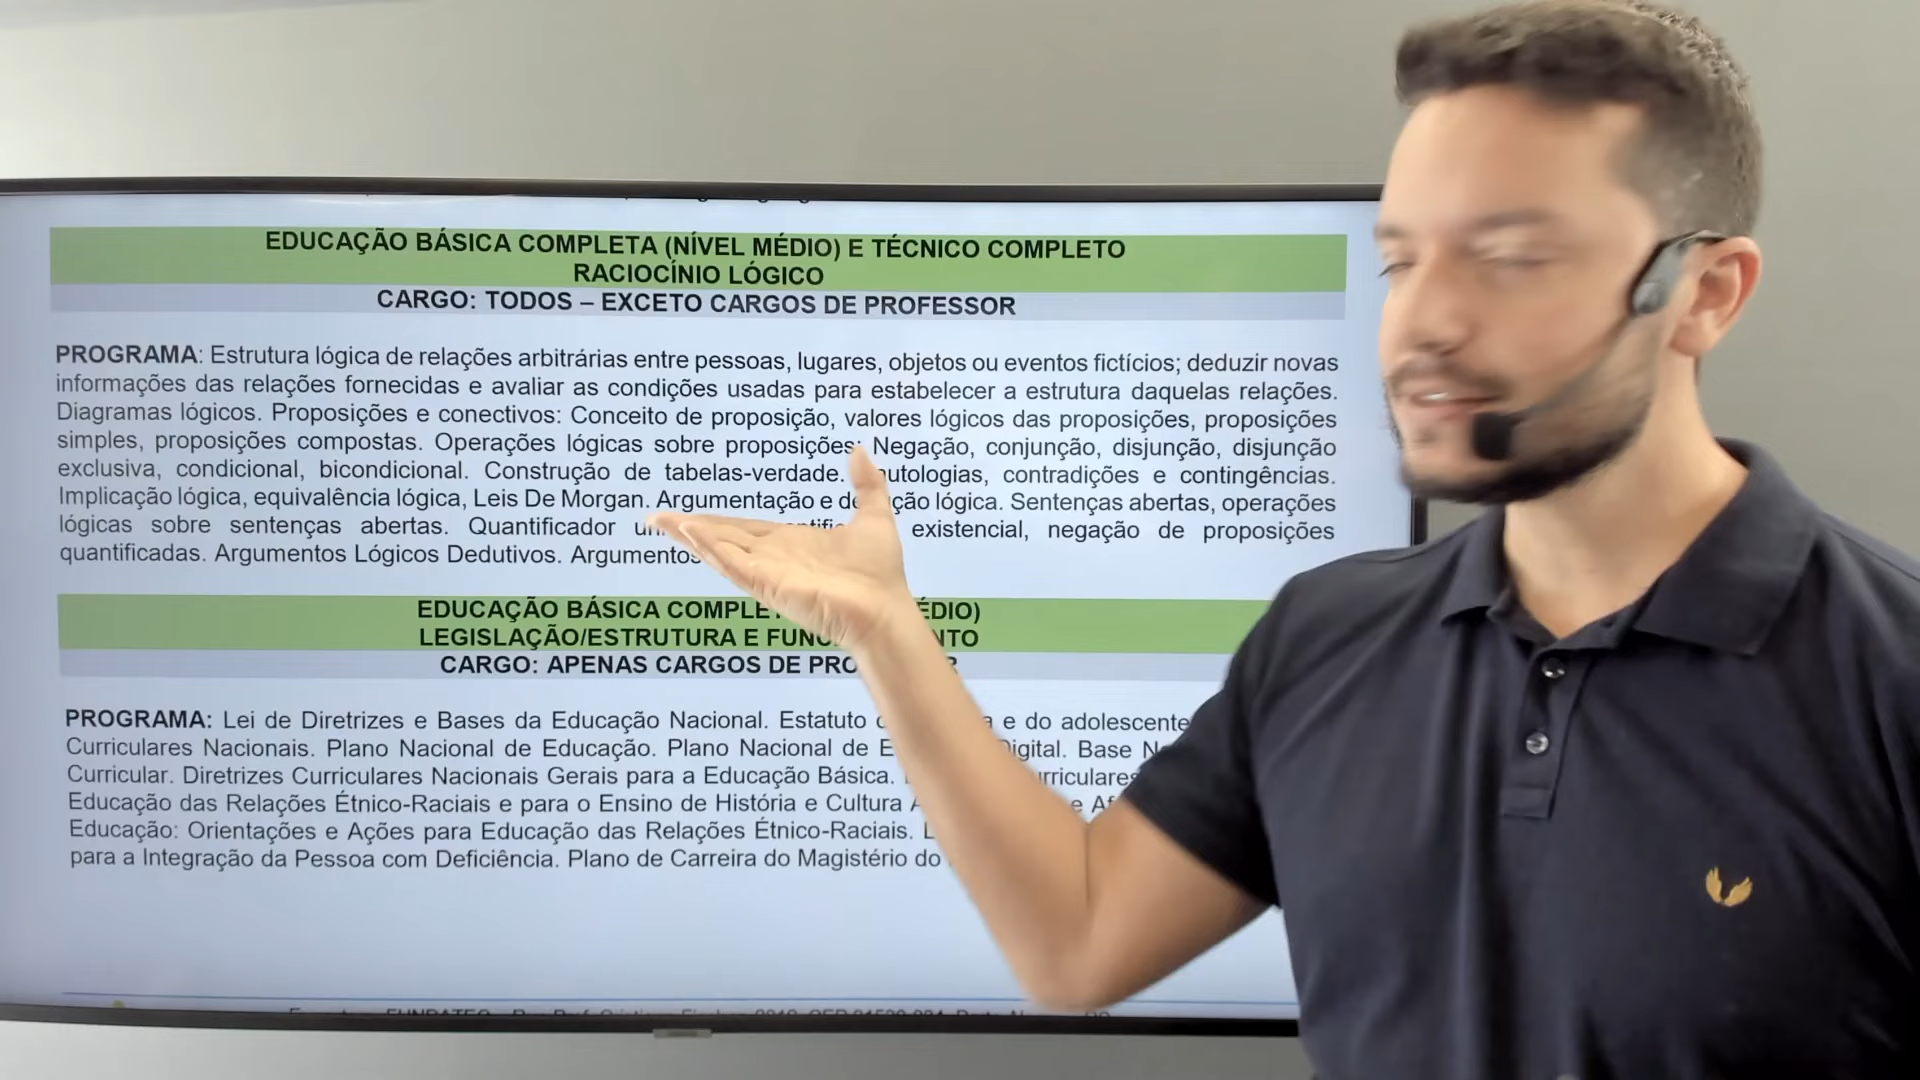 EDUCAÇÃO BÁSICA COMPLETA (NÍVEL MÉDIO) E TÉCNICO COMPLETO
RACIOCÍNIO LÓGICO
CARGO: TODOS – EXCETO CARGOS DE PROFESSOR
PROGRAMA: Estrutura lógica de relações arbitrárias entre pessoas, lugares, objetos ou eventos fictícios; deduzir novas
informações das relações fornecidas e avaliar as condições usadas para estabelecer a estrutura daquelas relações.
Diagramas lógicos. Proposições e conectivos: Conceito de proposição, valores lógicos das proposições, proposições
simples, proposições compostas. Operações lógicas sobre proposições: Negação, conjunção, disjunção, disjunção
exclusiva, condicional, bicondicional. Construção de tabelas-verdade. contradições e contingências.
Implicação lógica, equivalência lógica, Leis De Morgan. Argumentação e lógica. Sentenças abertas, operações
lógicas sobre sentenças abertas. Quantificador existencial, negação de proposições
quantificadas. Argumentos Lógicos Dedutivos. Argumentos
EDUCAÇÃO BÁSICA
LEGISLAÇÃO/ESTRUTURA E
CARGO: APENAS CARGOS DE
PROGRAMA: Lei de Diretrizes e Bases da Educação Nacional. Estatuto e do adolescente
Curriculares Nacionais. Plano Nacional de Educação. Plano Nacional de Digital. Base
Curricular. Diretrizes Curriculares Nacionais Gerais para a Educação Básica.
Educação das Relações Étnico-Raciais e para o Ensino de História e Cultura e
Educação: Orientações e Ações para Educação das Relações Étnico-Raciais.
para a Integração da Pessoa com Deficiência. Plano de Carreira do Magistério do